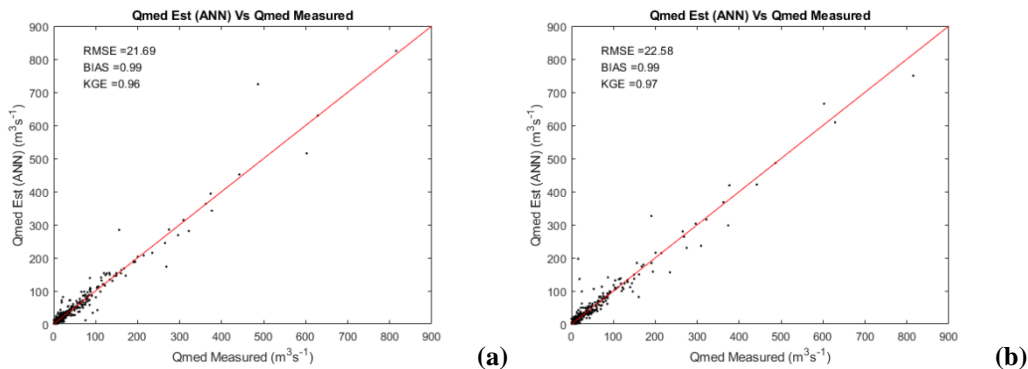 Qmed Est (ANN) Vs Qmed Measured
RMSE =21.69
BIAS =0.99
KGE =0.96
Qmed Est (ANN) (m³s⁻¹)
900
800
700
600
500
400
300
200
100
0
0 100 200 300 400 500 600 700 800 900
Qmed Measured (m³s⁻¹)
(a)
Qmed Est (ANN) Vs Qmed Measured
RMSE =22.58
BIAS =0.99
KGE =0.97
Qmed Est (ANN) (m³s⁻¹)
900
800
700
600
500
400
300
200
100
0
0 100 200 300 400 500 600 700 800 900
Qmed Measured (m³s⁻¹)
(b)